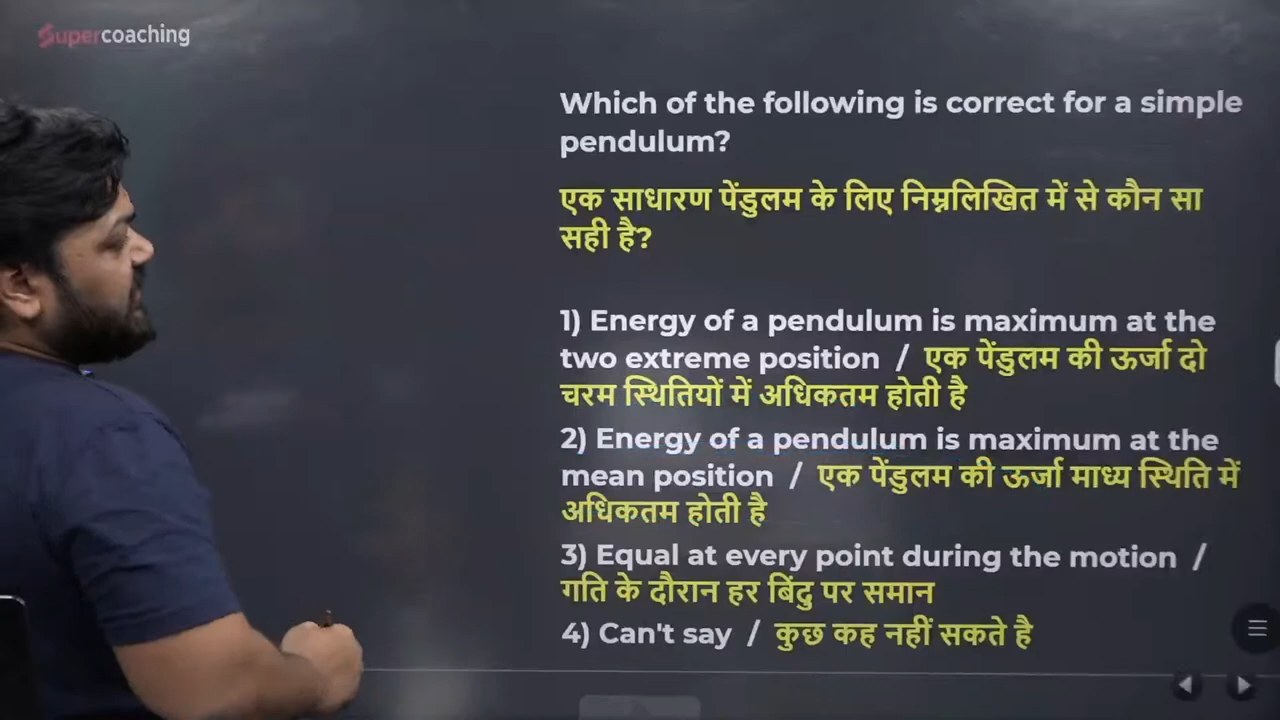 Supercoaching
Which of the following is correct for a simple
pendulum?
एक साधारण पेंडुलम के लिए निम्नलिखित में से कौन सा
सही है?
1) Energy of a pendulum is maximum at the
two extreme position / एक पेंडुलम की ऊर्जा दो
चरम स्थितियों में अधिकतम होती है
2) Energy of a pendulum is maximum at the
mean position / एक पेंडुलम की ऊर्जा माध्य स्थिति में
अधिकतम होती है
3) Equal at every point during the motion /
गति के दौरान हर बिंदु पर समान
4) Can't say / कुछ कह नहीं सकते है